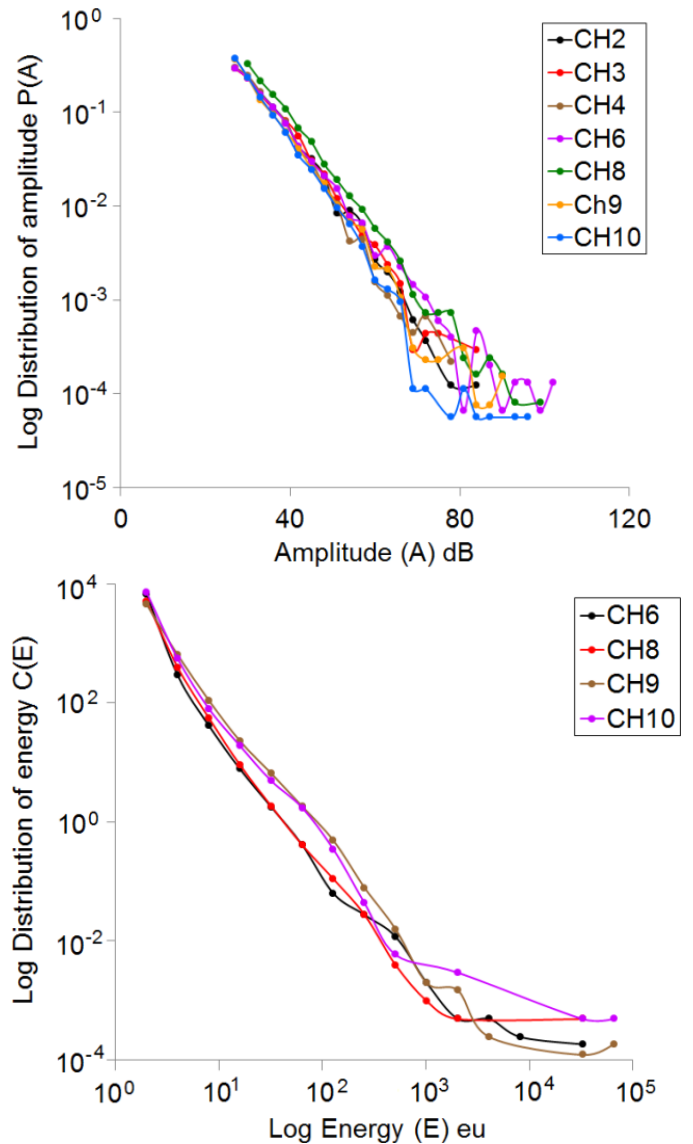 10^0
10^-1
10^-2
10^-3
10^-4
10^-5
Log Distribution of amplitude P(A)
0 40 80 120
Amplitude (A) dB
CH2
CH3
CH4
CH6
CH8
Ch9
CH10
10^4
10^2
10^0
10^-2
10^-4
Log Distribution of energy C(E)
10^0 10^1 10^2 10^3 10^4 10^5
Log Energy (E) eu
CH6
CH8
CH9
CH10